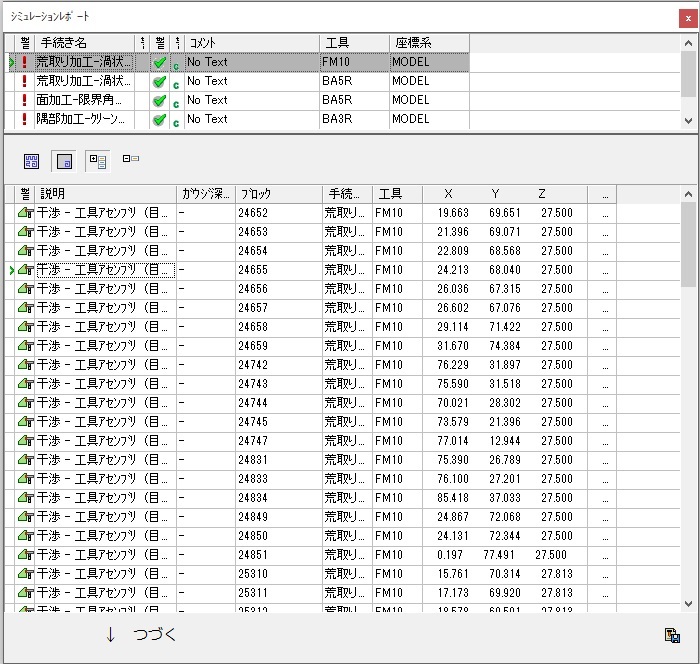 シミュレーションレポート
手続き名 コメント 工具 座標系
荒取り加工-渦状... No Text FM10 MODEL
荒取り加工-渦状... No Text BA5R MODEL
面加工-限界角... No Text BA5R MODEL
隅部加工-クリーン... No Text BA3R MODEL
説明 ガウジ深... ブロック 手続... 工具 X Y Z ...
干渉 - 工具アセンブリ (目... - 24652 荒取り... FM10 19.663 69.651 27.500 ...
干渉 - 工具アセンブリ (目... - 24653 荒取り... FM10 21.396 69.071 27.500 ...
干渉 - 工具アセンブリ (目... - 24654 荒取り... FM10 22.809 68.568 27.500 ...
干渉 - 工具アセンブリ (目... - 24655 荒取り... FM10 24.213 68.040 27.500 ...
干渉 - 工具アセンブリ (目... - 24656 荒取り... FM10 26.036 67.315 27.500 ...
干渉 - 工具アセンブリ (目... - 24657 荒取り... FM10 26.602 67.076 27.500 ...
干渉 - 工具アセンブリ (目... - 24658 荒取り... FM10 29.114 71.422 27.500 ...
干渉 - 工具アセンブリ (目... - 24659 荒取り... FM10 31.670 74.384 27.500 ...
干渉 - 工具アセンブリ (目... - 24742 荒取り... FM10 76.229 31.897 27.500 ...
干渉 - 工具アセンブリ (目... - 24743 荒取り... FM10 75.590 31.518 27.500 ...
干渉 - 工具アセンブリ (目... - 24744 荒取り... FM10 70.021 28.302 27.500 ...
干渉 - 工具アセンブリ (目... - 24745 荒取り... FM10 73.579 21.396 27.500 ...
干渉 - 工具アセンブリ (目... - 24747 荒取り... FM10 77.014 12.944 27.500 ...
干渉 - 工具アセンブリ (目... - 24831 荒取り... FM10 75.390 26.789 27.500 ...
干渉 - 工具アセンブリ (目... - 24833 荒取り... FM10 76.100 27.201 27.500 ...
干渉 - 工具アセンブリ (目... - 24834 荒取り... FM10 85.418 37.033 27.500 ...
干渉 - 工具アセンブリ (目... - 24849 荒取り... FM10 24.867 72.068 27.500 ...
干渉 - 工具アセンブリ (目... - 24850 荒取り... FM10 24.131 72.344 27.500 ...
干渉 - 工具アセンブリ (目... - 24851 荒取り... FM10 0.197 77.491 27.500 ...
干渉 - 工具アセンブリ (目... - 25310 荒取り... FM10 15.761 70.314 27.813 ...
干渉 - 工具アセンブリ (目... - 25311 荒取り... FM10 17.173 69.920 27.813 ...
↓ つづく